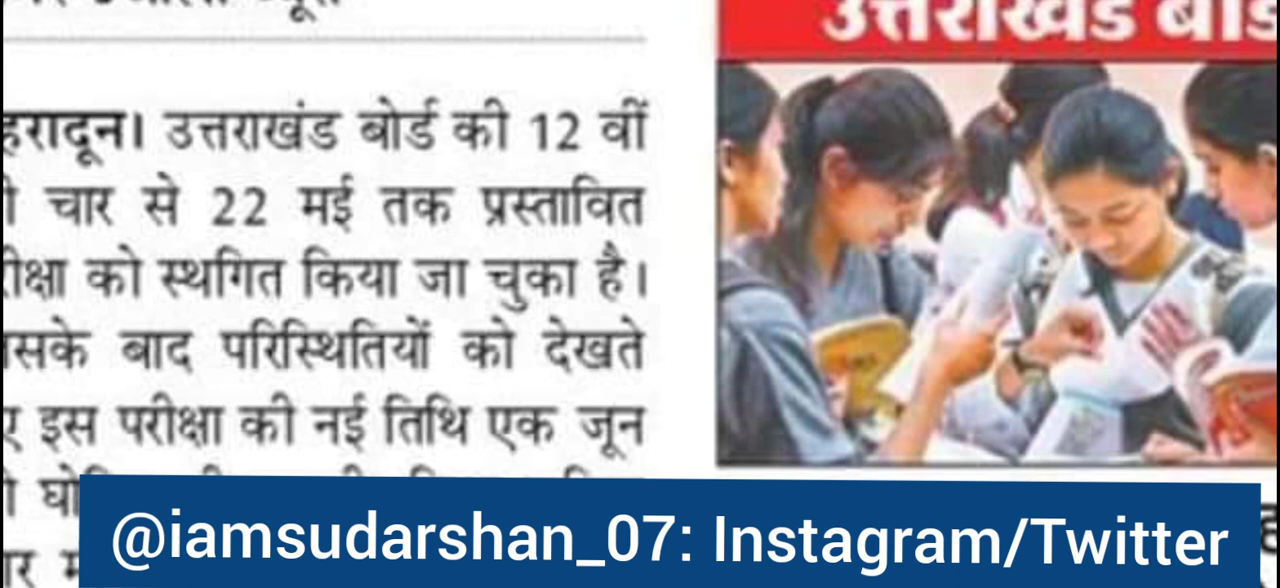 उत्तराखंड बोर्ड
हरादून। उत्तराखंड बोर्ड की 12 वीं
चार से 22 मई तक प्रस्तावित
को स्थगित किया जा चुका है।
बाद परिस्थितियों को देखते
इस परीक्षा की नई तिथि एक जून
@iamsudarshan_07: Instagram/Twitter